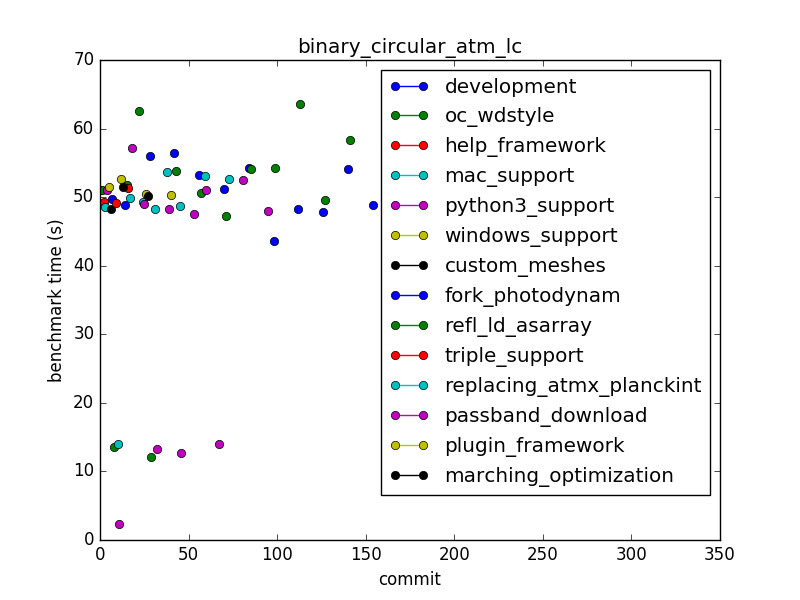 binary_circular_atm_lc
70
60
50
40
30
20
10
0
benchmark time (s)
development
oc_wdstyle
help_framework
mac_support
python3_support
windows_support
custom_meshes
fork_photodynam
refl_ld_asarray
triple_support
replacing_atmx_planckint
passband_download
plugin_framework
marching_optimization
0 50 100 150 200 250 300 350
commit